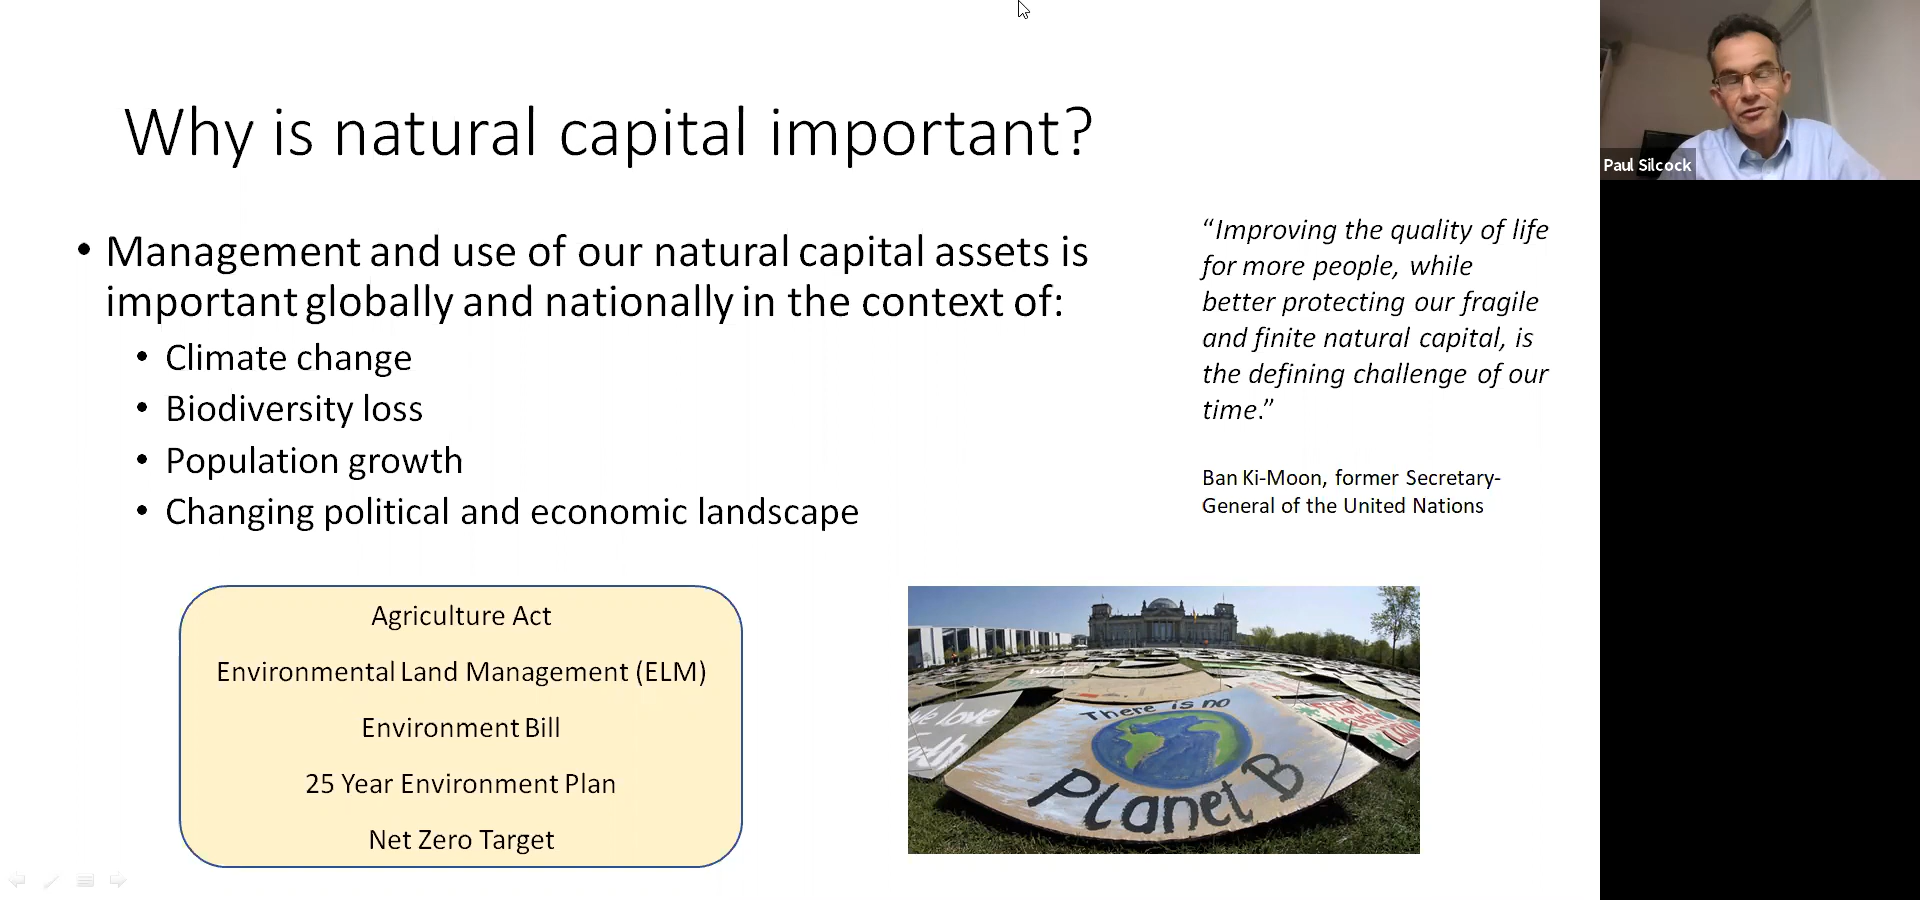 Why is natural capital important?
• Management and use of our natural capital assets is
important globally and nationally in the context of:
• Climate change
• Biodiversity loss
• Population growth
• Changing political and economic landscape
“Improving the quality of life
for more people, while
better protecting our fragile
and finite natural capital, is
the defining challenge of our
time.”
Ban Ki-Moon, former Secretary-
General of the United Nations
Agriculture Act
Environmental Land Management (ELM)
Environment Bill
25 Year Environment Plan
Net Zero Target
We love
There is no
Planet B
Paul Silcock